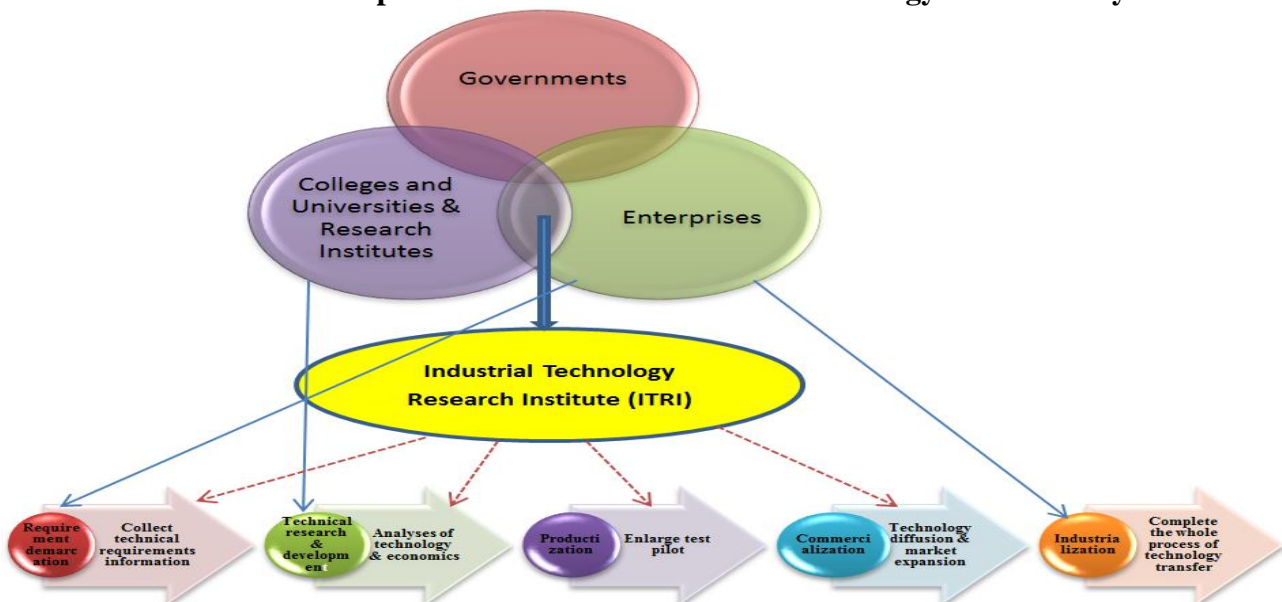 Governments
Colleges and
Universities &
Research
Institutes
Enterprises
Industrial Technology
Research Institute (ITRI)
Require
ment
demarc
ation
Collect
technical
requirements
information
Technical
research
&
developm
ent
Analyses of
technology
& economics
Producti
zation
Enlarge test
pilot
Commerci
alization
Technology
diffusion &
market
expansion
Industria
lization
Complete
the whole
process of
technology
transfer